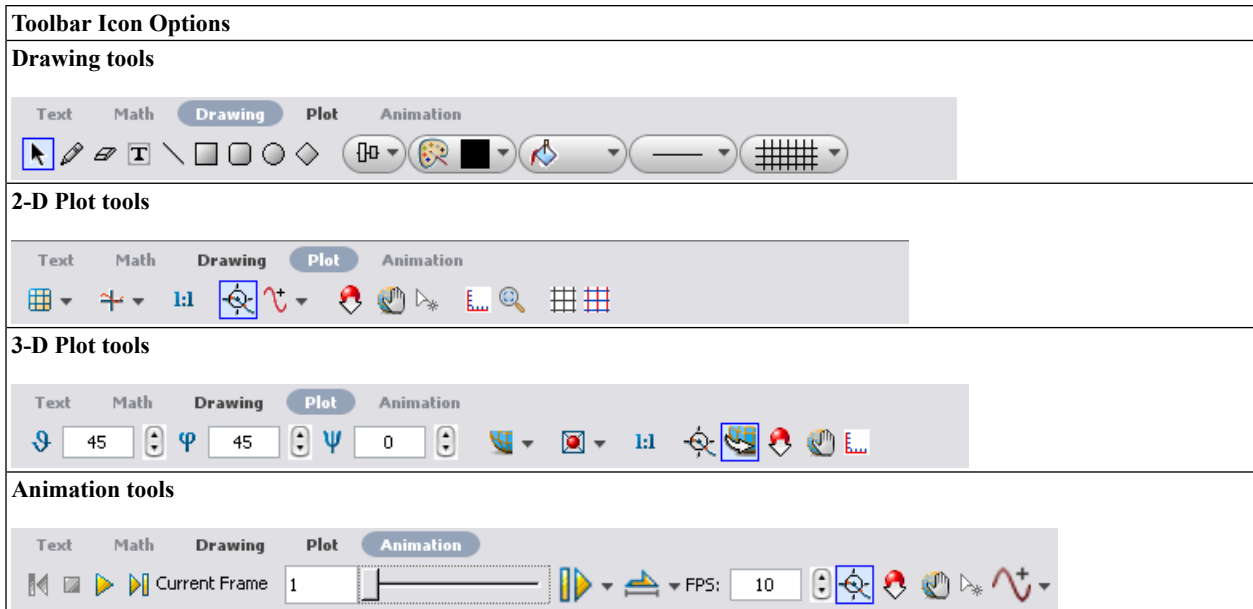 Toolbar Icon Options
Drawing tools
Text Math Drawing Plot Animation
T
2-D Plot tools
Text Math Drawing Plot Animation
1:1
3-D Plot tools
Text Math Drawing Plot Animation
ϑ 45 φ 45 ψ 0 1:1
Animation tools
Text Math Drawing Plot Animation
Current Frame 1 FPS: 10